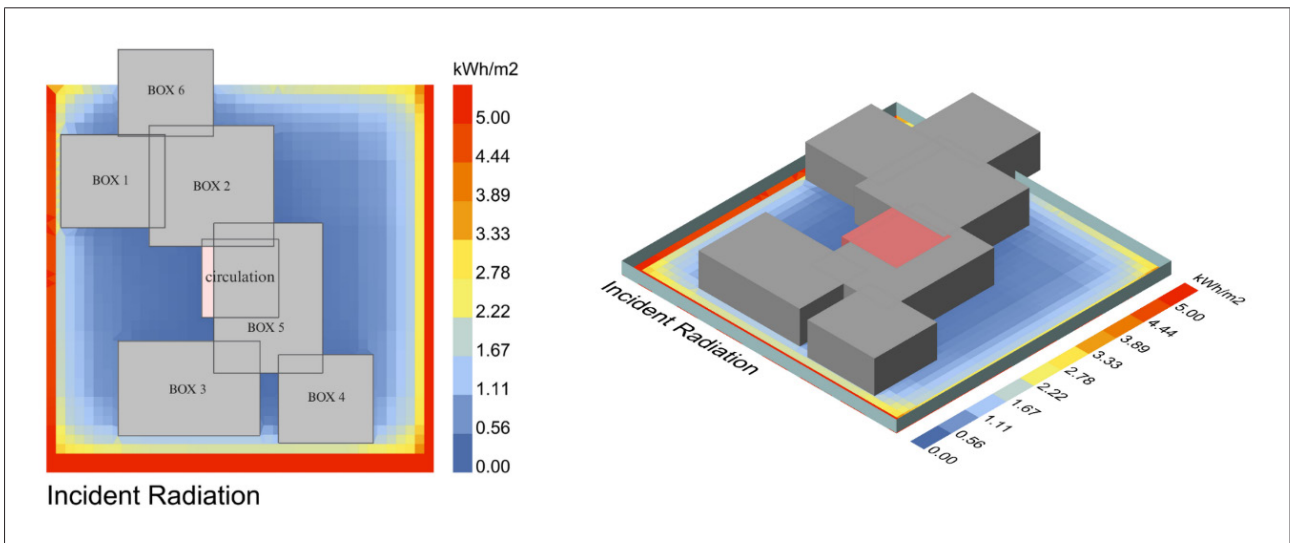 kWh/m2
BOX 6
BOX 1
BOX 2
circulation
BOX 5
BOX 3
BOX 4
5.00
4.44
3.89
3.33
2.78
2.22
1.67
1.11
0.56
0.00
Incident Radiation
Incident Radiation
kWh/m2
5.00
4.44
3.89
3.33
2.78
2.22
1.67
1.11
0.56
0.00